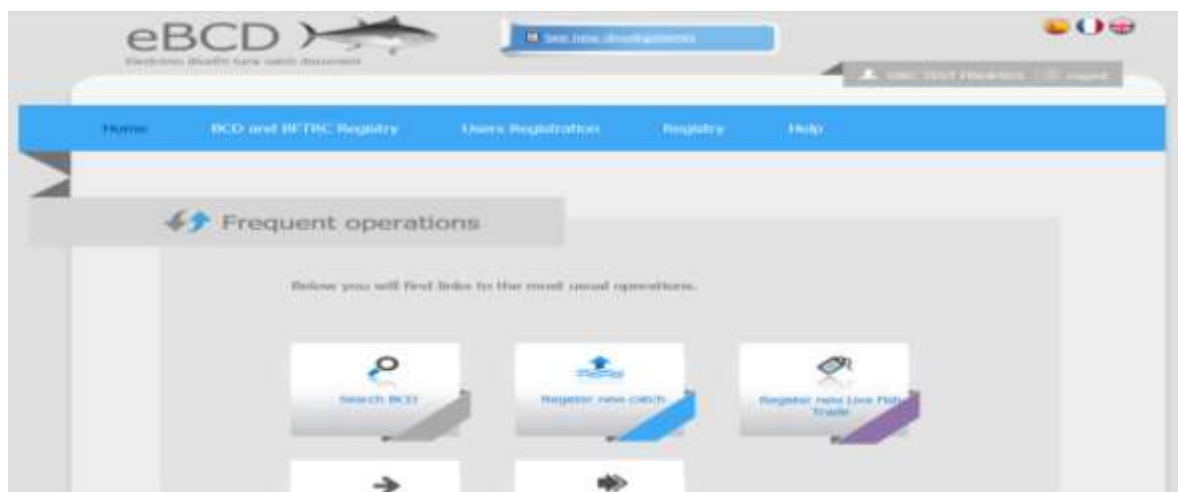 eBCD
Electronic Bluefin tuna catch document
See new developments
Logout
Home BCD and BFTRC Registry Users Registration Registry Help
Frequent operations
Below you will find links to the most usual operations.
Search BCD
Register new catch
Register new Live Fish
Trade